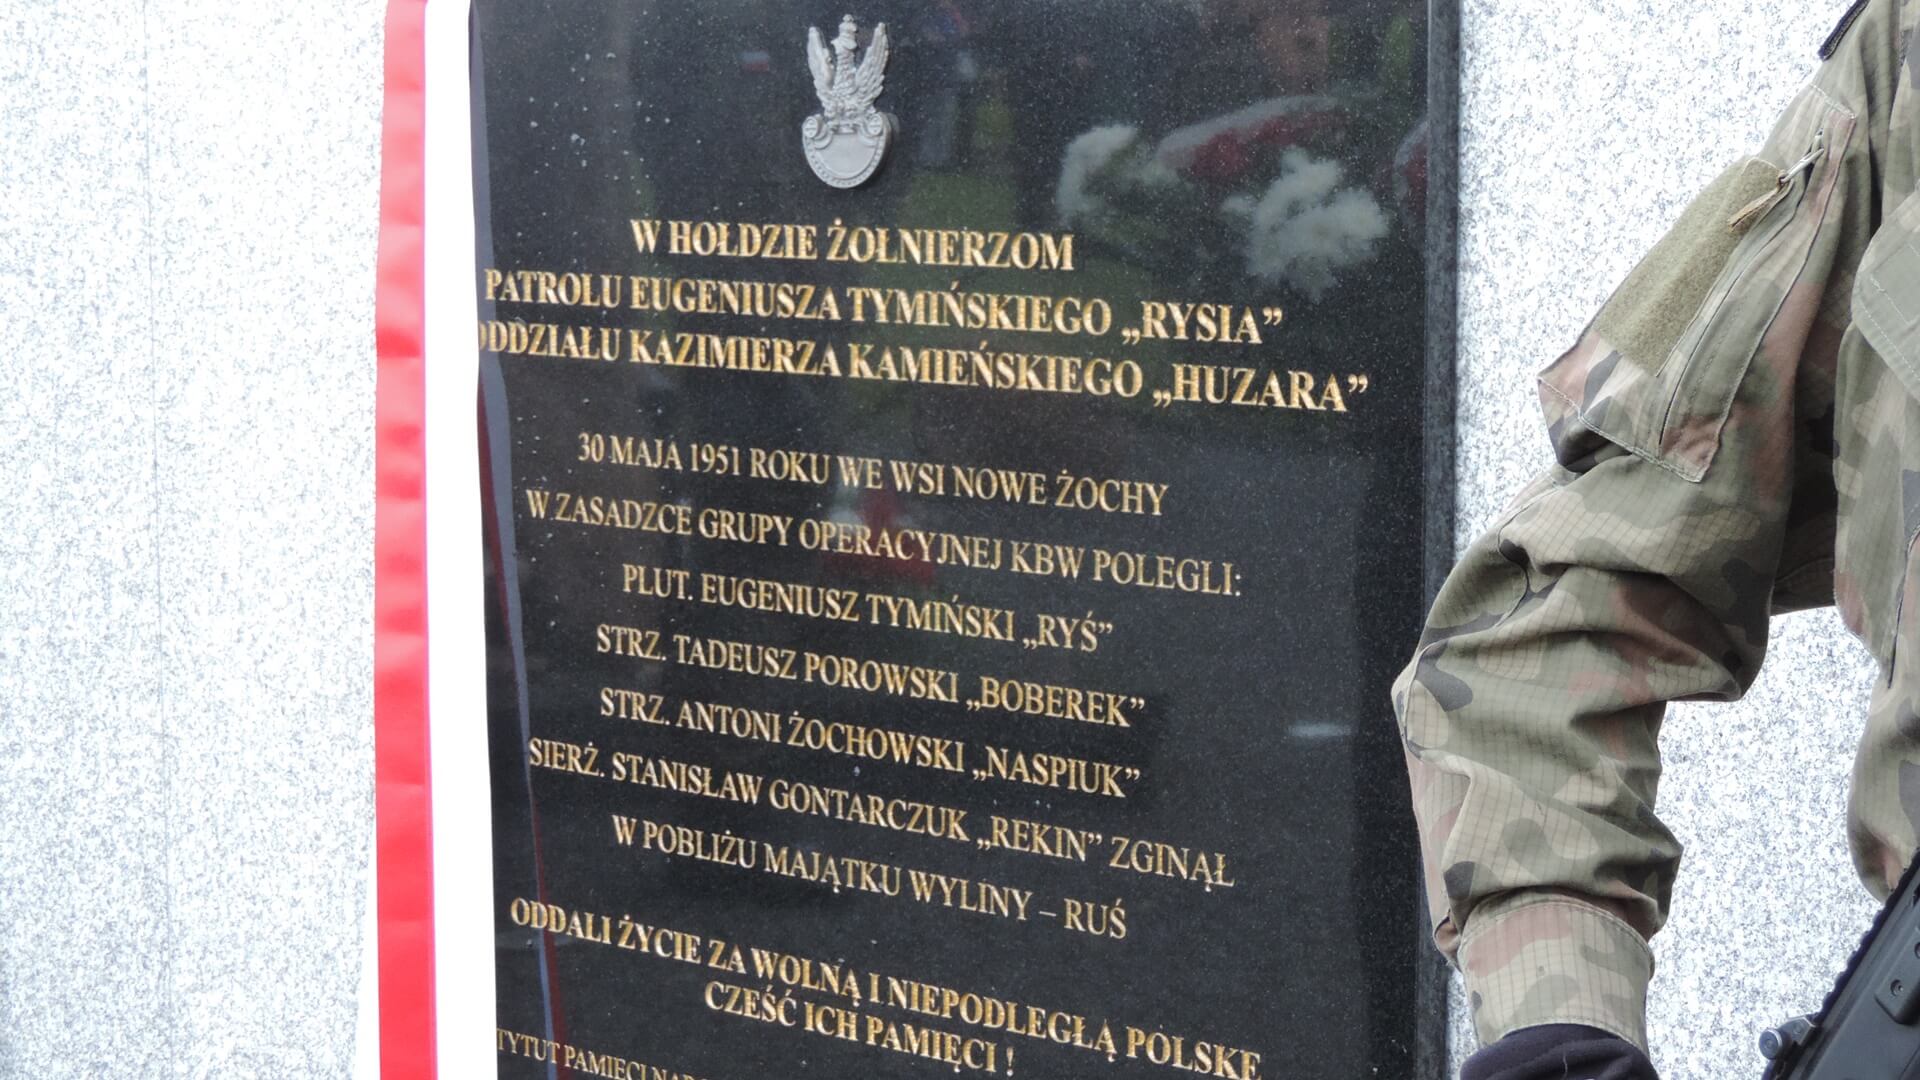 W HOŁDZIE ŻOŁNIERZOM
PATROLU EUGENIUSZA TYMIŃSKIEGO „RYSIA”
ODDZIAŁU KAZIMIERZA KAMIEŃSKIEGO „HUZARA”
30 MAJA 1951 ROKU WE WSI NOWE ŻOCHY
W ZASADZCE GRUPY OPERACYJNEJ KBW POLEGLI:
PLUT. EUGENIUSZ TYMIŃSKI „RYŚ”
STRZ. TADEUSZ POROWSKI „BOBEREK”
STRZ. ANTONI ŻOCHOWSKI „NASPIUK”
SIERŻ. STANISŁAW GONTARCZUK „REKIN” ZGINĄŁ
W POBLIŻU MAJĄTKU WYLINY – RUŚ
ODDALI ŻYCIE ZA WOLNĄ I NIEPODLEGŁĄ POLSKĘ
CZEŚĆ ICH PAMIĘCI !
TYTUT PAMIĘCI